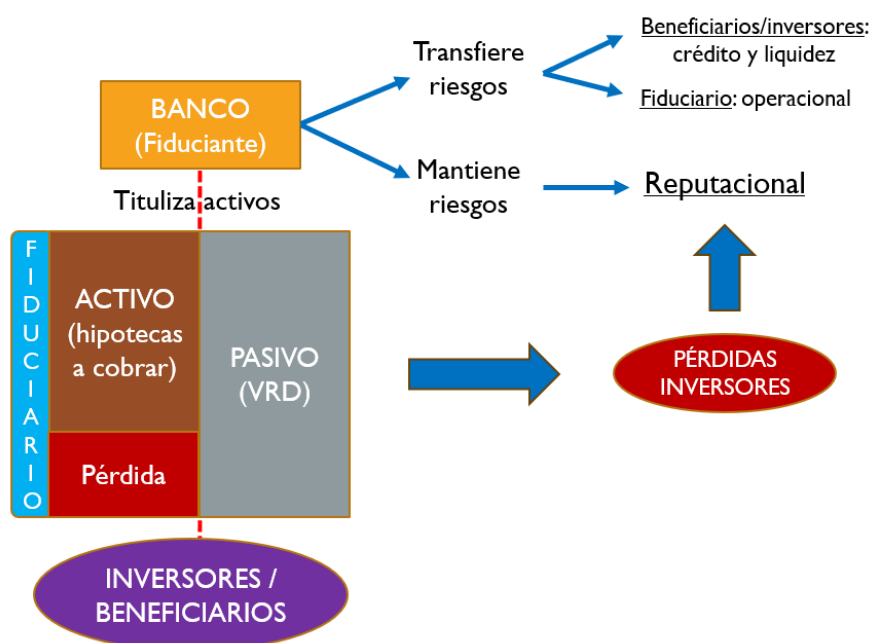 Beneficiarios/inversores:
crédito y liquidez
Transfiere
riesgos
Fiduciario: operacional
BANCO
(Fiduciante)
Mantiene
riesgos
Reputacional
Tituliza activos
FIDUCIARIO
ACTIVO
(hipotecas
a cobrar)
PASIVO
(VRD)
Pérdida
PÉRDIDAS
INVERSORES
INVERSORES /
BENEFICIARIOS